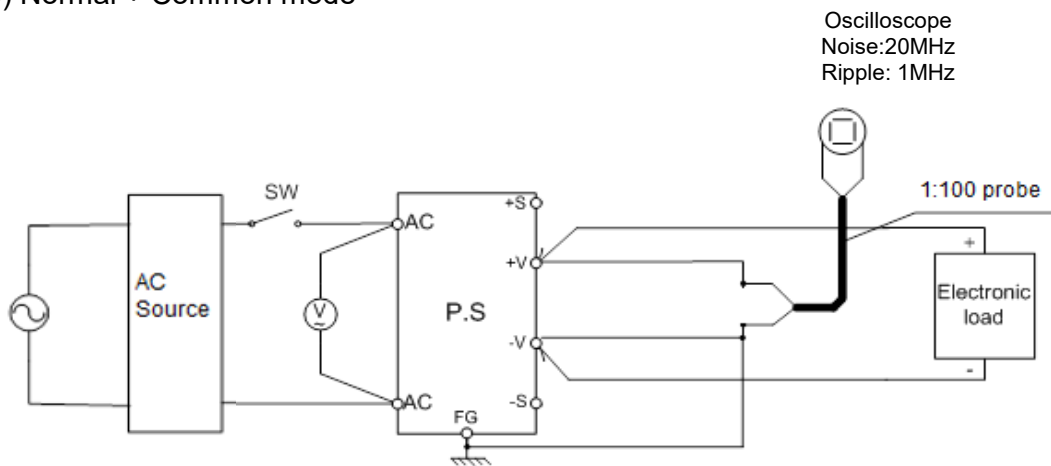 ) Normal + Common mode
Oscilloscope
Noise:20MHz
Ripple: 1MHz
SW
1:100 probe
+S
AC
+V
+
AC
Source
V
P.S
Electronic
load
-V
-
AC
-S
FG